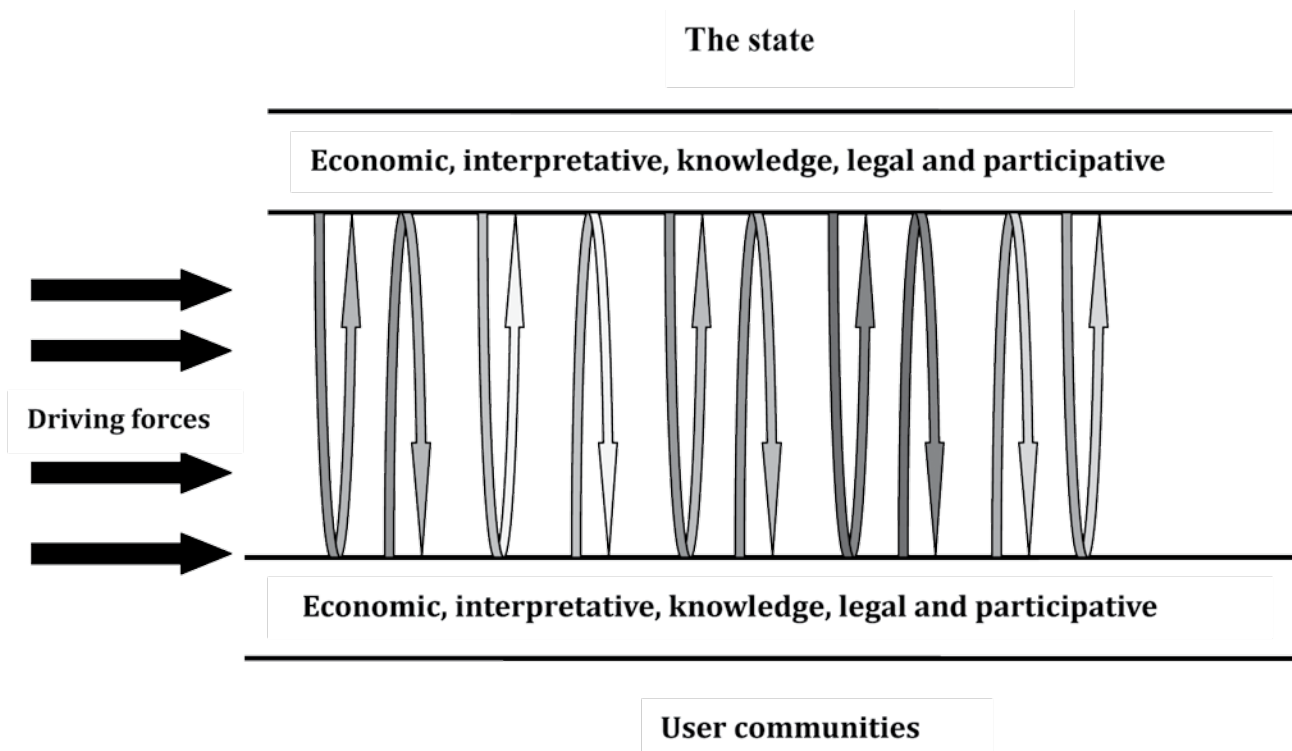 The state
Economic, interpretative, knowledge, legal and participative
Driving forces
Economic, interpretative, knowledge, legal and participative
User communities